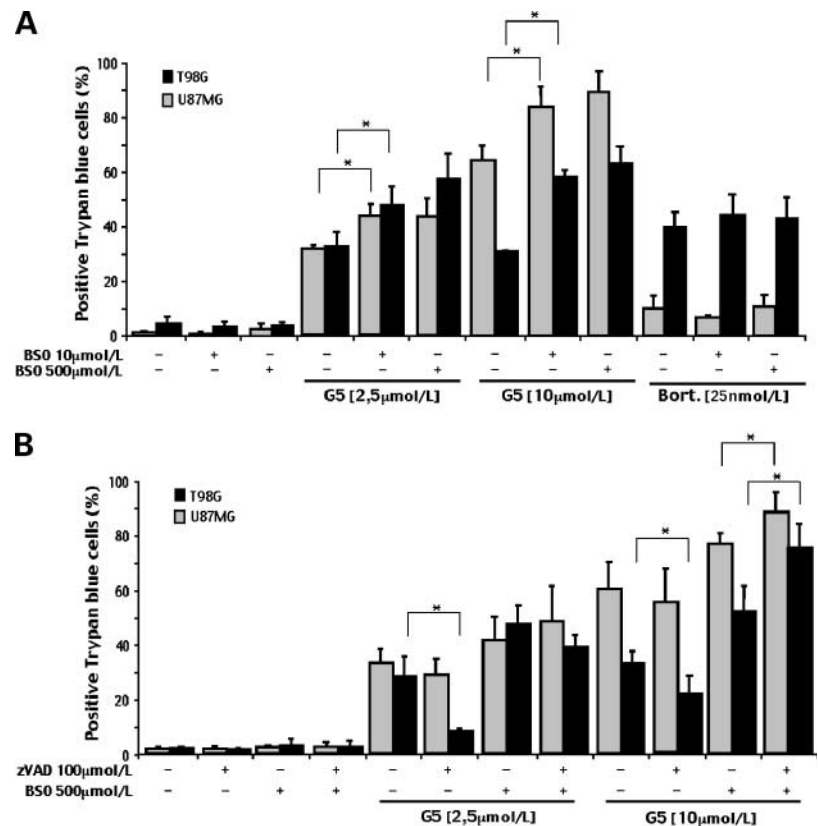 A
Positive Trypan blue cells (%)
100
80
60
40
20
0
T98G
U87MG
* * * *
BSO 10µmol/L – + – – + – – + – – + –
BSO 500µmol/L – – + – – + – – + – – +
G5 [2,5µmol/L] G5 [10µmol/L] Bort. [25nmol/L]
B
Positive Trypan blue cells (%)
100
80
60
40
20
0
T98G
U87MG
* * * *
zVAD 100µmol/L – + – + – + – + – + – +
BSO 500µmol/L – – + + – – + + – – + +
G5 [2,5µmol/L] G5 [10µmol/L]